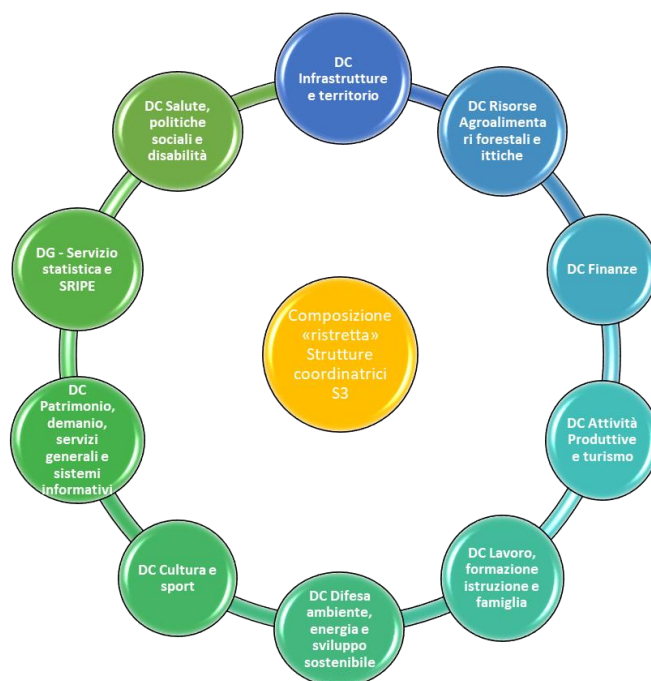 DC
Infrastrutture
e territorio
DC Risorse
Agroalimenta
ri forestali e
ittiche
DC Finanze
DC Attività
Produttive
e turismo
DC Lavoro,
formazione
istruzione e
famiglia
DC Difesa
ambiente,
energia e
sviluppo
sostenibile
DC Cultura e
sport
DC
Patrimonio,
demanio,
servizi
generali e
sistemi
informativi
DG - Servizio
statistica e
SRIPE
DC Salute,
politiche
sociali e
disabilità
Composizione
«ristretta»
Strutture
coordinatrici
S3